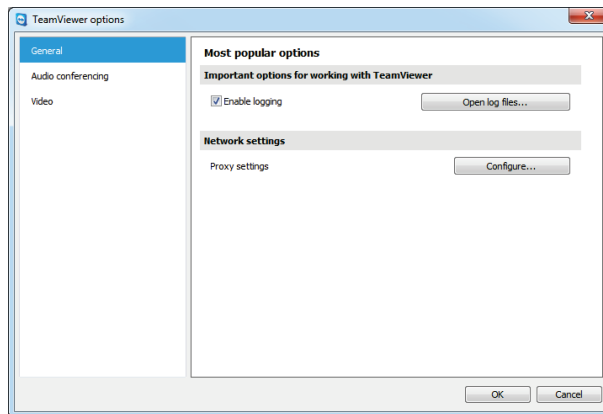 TeamViewer options
General
Audio conferencing
Video
Most popular options
Important options for working with TeamViewer
Enable logging
Open log files...
Network settings
Proxy settings
Configure...
OK
Cancel